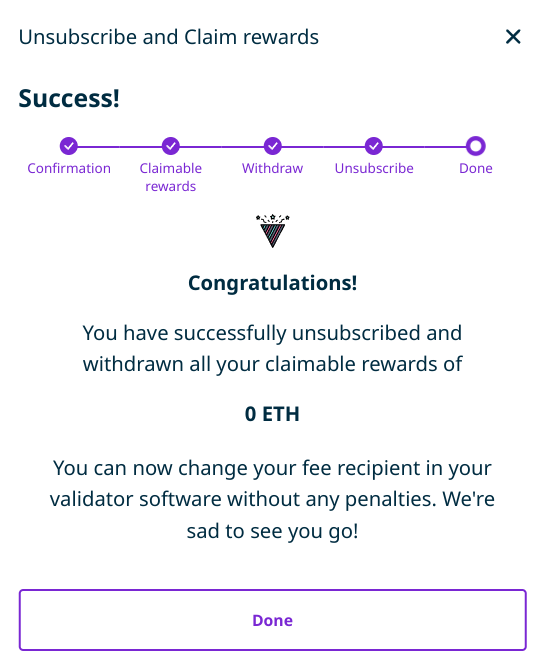 Unsubscribe and Claim rewards
Success!
Confirmation
Claimable
rewards
Withdraw
Unsubscribe
Done
Congratulations!
You have successfully unsubscribed and
withdrawn all your claimable rewards of
0 ETH
You can now change your fee recipient in your
validator software without any penalties. We're
sad to see you go!
Done